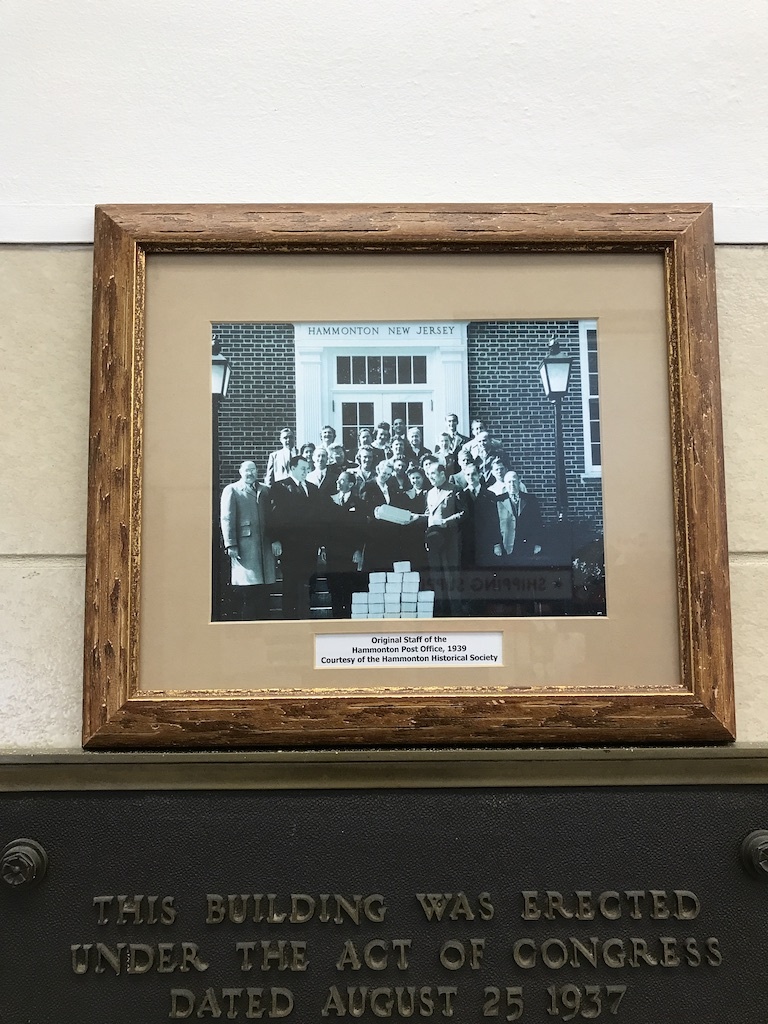 HAMMONTON NEW JERSEY
SHIPPING
Original Staff of the
Hammonton Post Office, 1939
Courtesy of the Hammonton Historical Society
THIS BUILDING WAS ERECTED
UNDER THE ACT OF CONGRESS
DATED AUGUST 25 1937